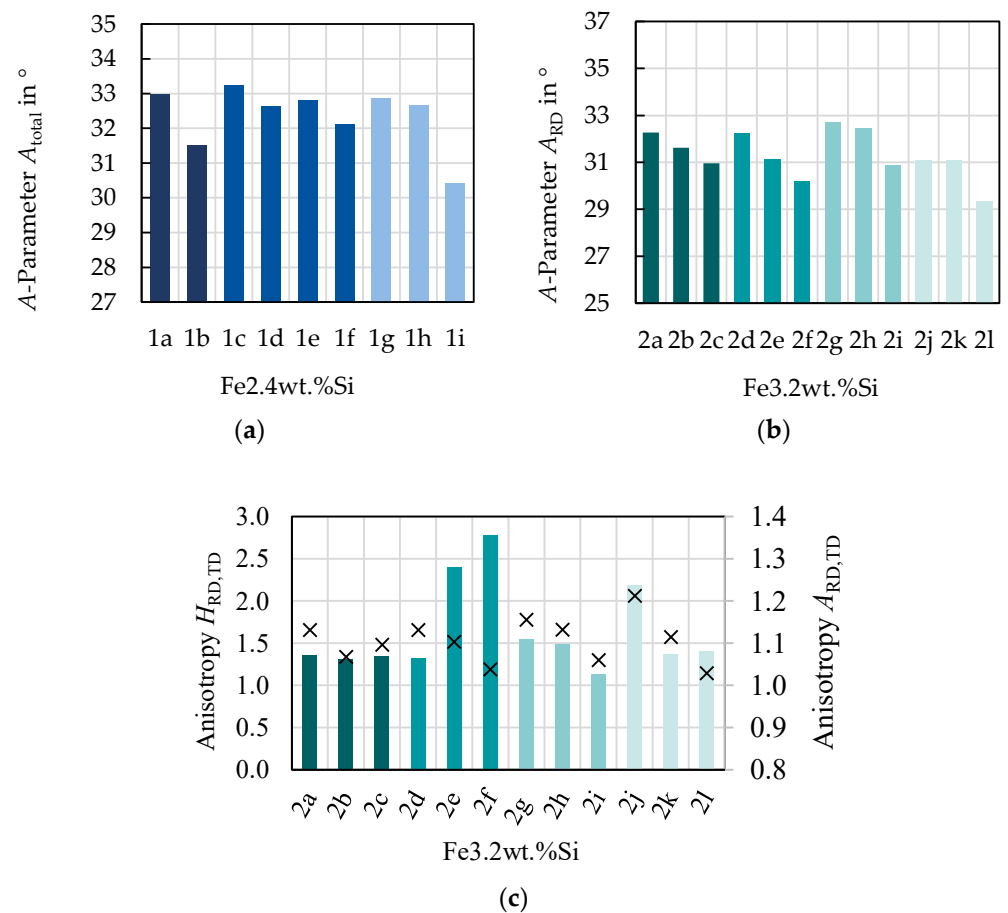 A-Parameter A_total in °
35
34
33
32
31
30
29
28
27
1a 1b 1c 1d 1e 1f 1g 1h 1i
Fe2.4wt.%Si
(a)
A-Parameter A_RD in °
37
35
33
31
29
27
25
2a 2b 2c 2d 2e 2f 2g 2h 2i 2j 2k 2l
Fe3.2wt.%Si
(b)
Anisotropy H_RD,TD
3.0
2.5
2.0
1.5
1.0
0.5
0.0
1.4
1.3
1.2
1.1
1.0
0.9
0.8
Anisotropy A_RD,TD
2a 2b 2c 2d 2e 2f 2g 2h 2i 2j 2k 2l
Fe3.2wt.%Si
(c)